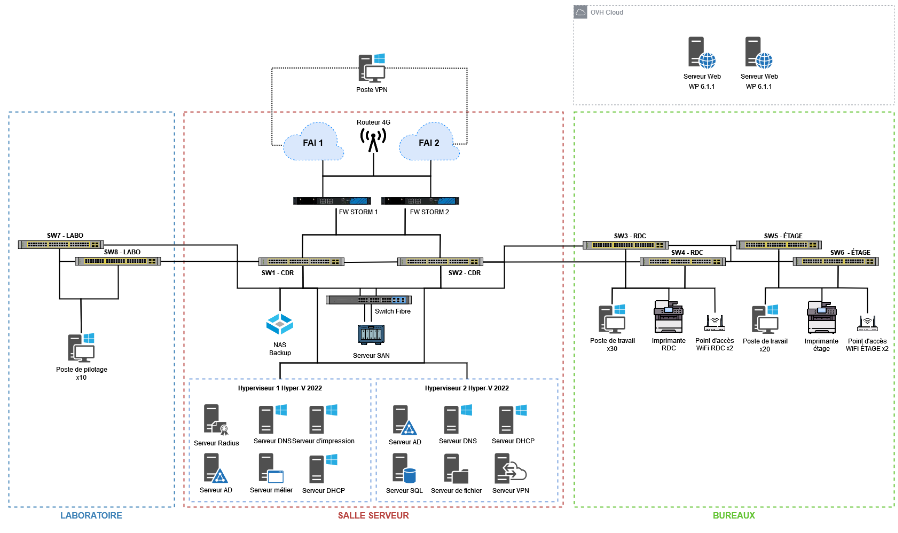 OVH Cloud
Serveur Web
WP 6.1.1
Serveur Web
WP 6.1.1
Poste VPN
Routeur 4G
FAI 1
FAI 2
FW STORM 1
FW STORM 2
SW7 - LABO
SW8 - LABO
SW1 - CDR
SW2 - CDR
SW3 - RDC
SW4 - RDC
SW5 - ÉTAGE
SW6 - ÉTAGE
Switch Fibre
NAS
Backup
Serveur SAN
Poste de pilotage
x10
Poste de travail
x30
Imprimante
RDC
Point d'accès
WiFi RDC x2
Poste de travail
x20
Imprimante
étage
Point d'accès
WIFI ÉTAGE x2
Hyperviseur 1 Hyper V 2022
Serveur Radius
Serveur DNS
Serveur d'impression
Serveur AD
Serveur métier
Serveur DHCP
Hyperviseur 2 Hyper V 2022
Serveur AD
Serveur DNS
Serveur DHCP
Serveur SQL
Serveur de fichier
Serveur VPN
LABORATOIRE
SALLE SERVEUR
BUREAUX